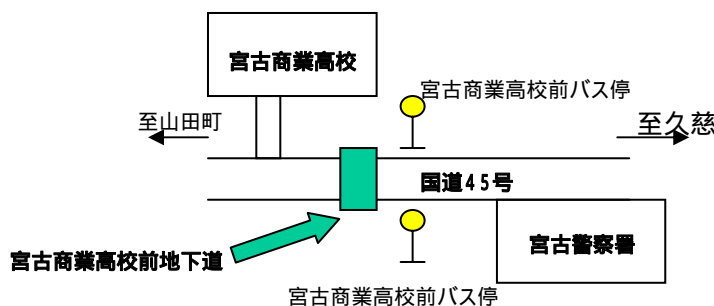 宮古商業高校
宮古商業高校前バス停
至山田町
至久慈
国道45号
宮古警察署
宮古商業高校前地下道
宮古商業高校前バス停